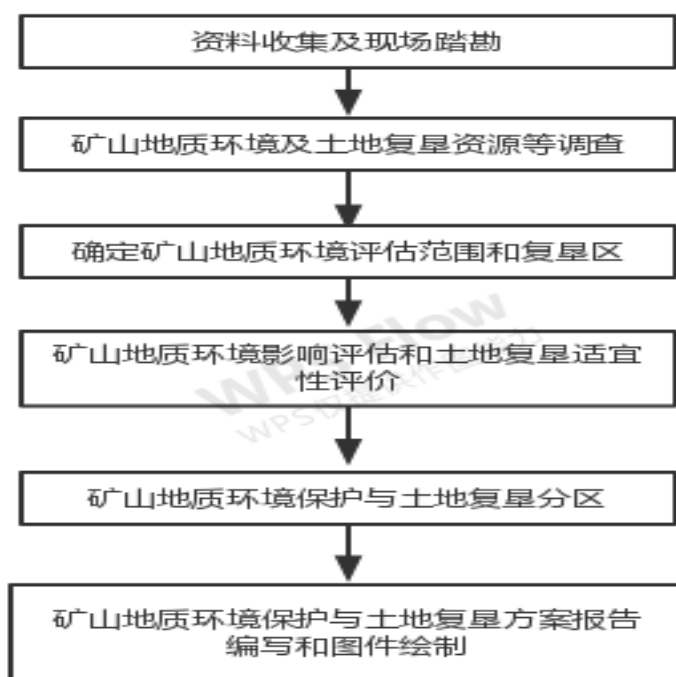 资料收集及现场踏勘
矿山地质环境及土地复垦资源等调查
确定矿山地质环境评估范围和复垦区
矿山地质环境影响评估和土地复垦适宜
性评价
矿山地质环境保护与土地复垦分区
矿山地质环境保护与土地复垦方案报告
编写和图件绘制
WPS Flow